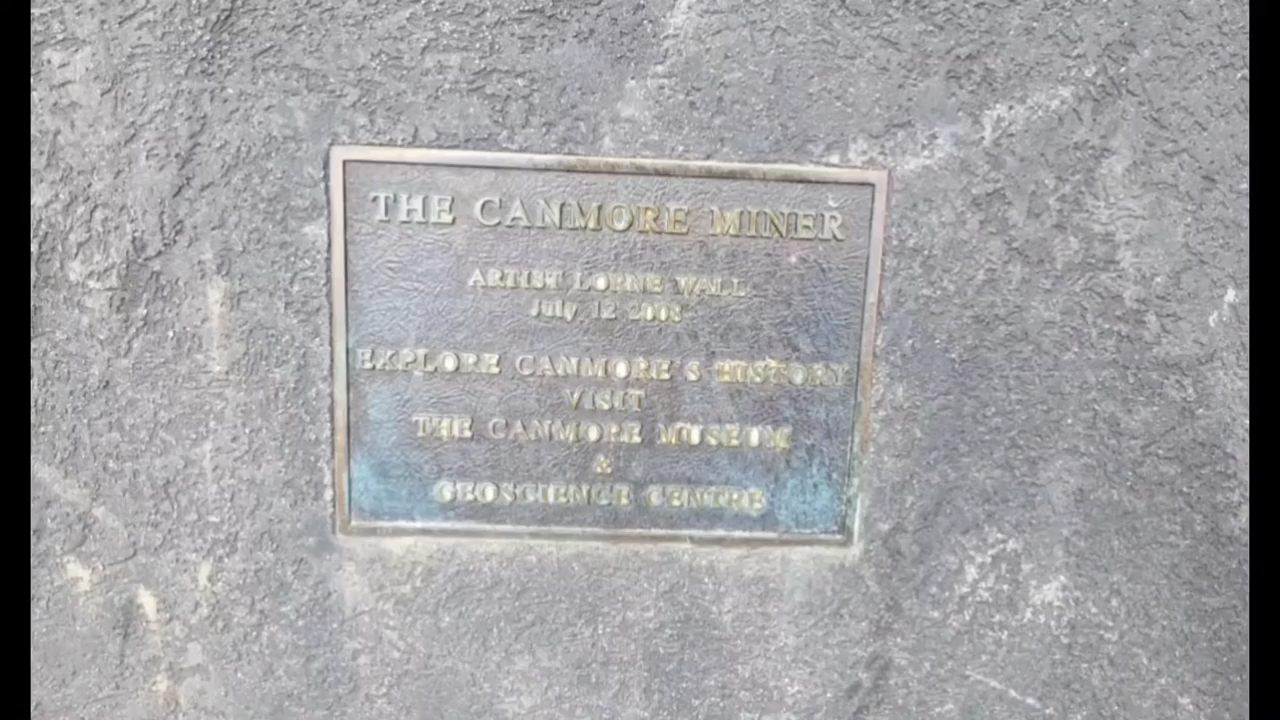 THE CANMORE MINER
ARTIST LORNE WALL
July 12 2008
EXPLORE CANMORE S HISTORY
VISIT
THE CANMORE MUSEUM
&
GEOSCIENCE CENTRE